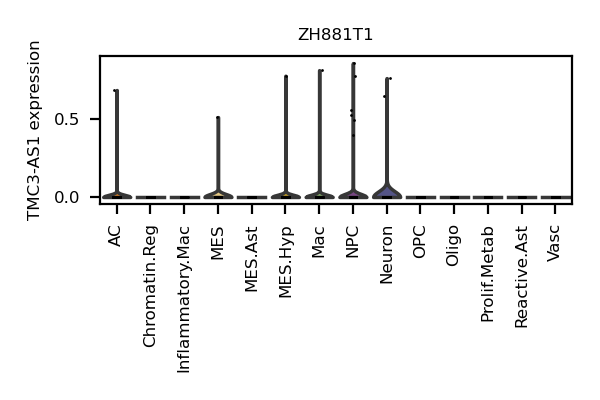 ZH881T1
TMC3-AS1 expression
0.5
0.0
AC
Chromatin.Reg
Inflammatory.Mac
MES
MES.Ast
MES.Hyp
Mac
NPC
Neuron
OPC
Oligo
Prolif.Metab
Reactive.Ast
Vasc